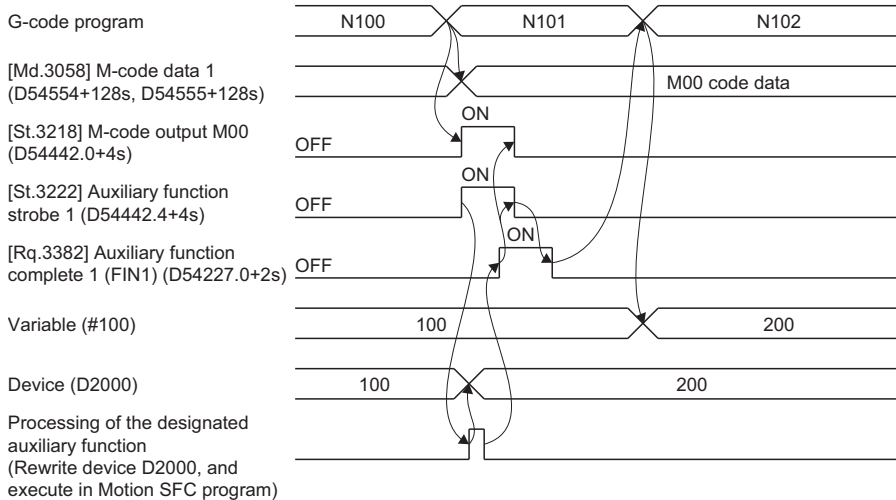 G-code program
N100
N101
N102
[Md.3058] M-code data 1
(D54554+128s, D54555+128s)
M00 code data
[St.3218] M-code output M00
(D54442.0+4s)
OFF
ON
[St.3222] Auxiliary function
strobe 1 (D54442.4+4s)
OFF
ON
[Rq.3382] Auxiliary function
complete 1 (FIN1) (D54227.0+2s)
OFF
ON
Variable (#100)
100
200
Device (D2000)
100
200
Processing of the designated
auxiliary function
(Rewrite device D2000, and
execute in Motion SFC program)